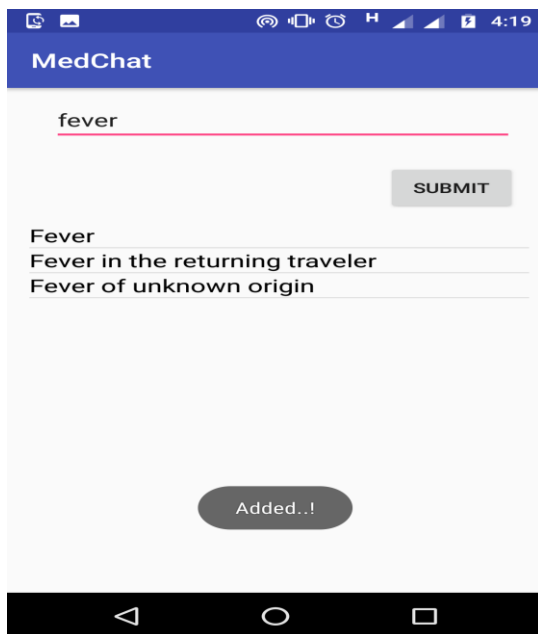 H 4:19
MedChat
fever
SUBMIT
Fever
Fever in the returning traveler
Fever of unknown origin
Added..!